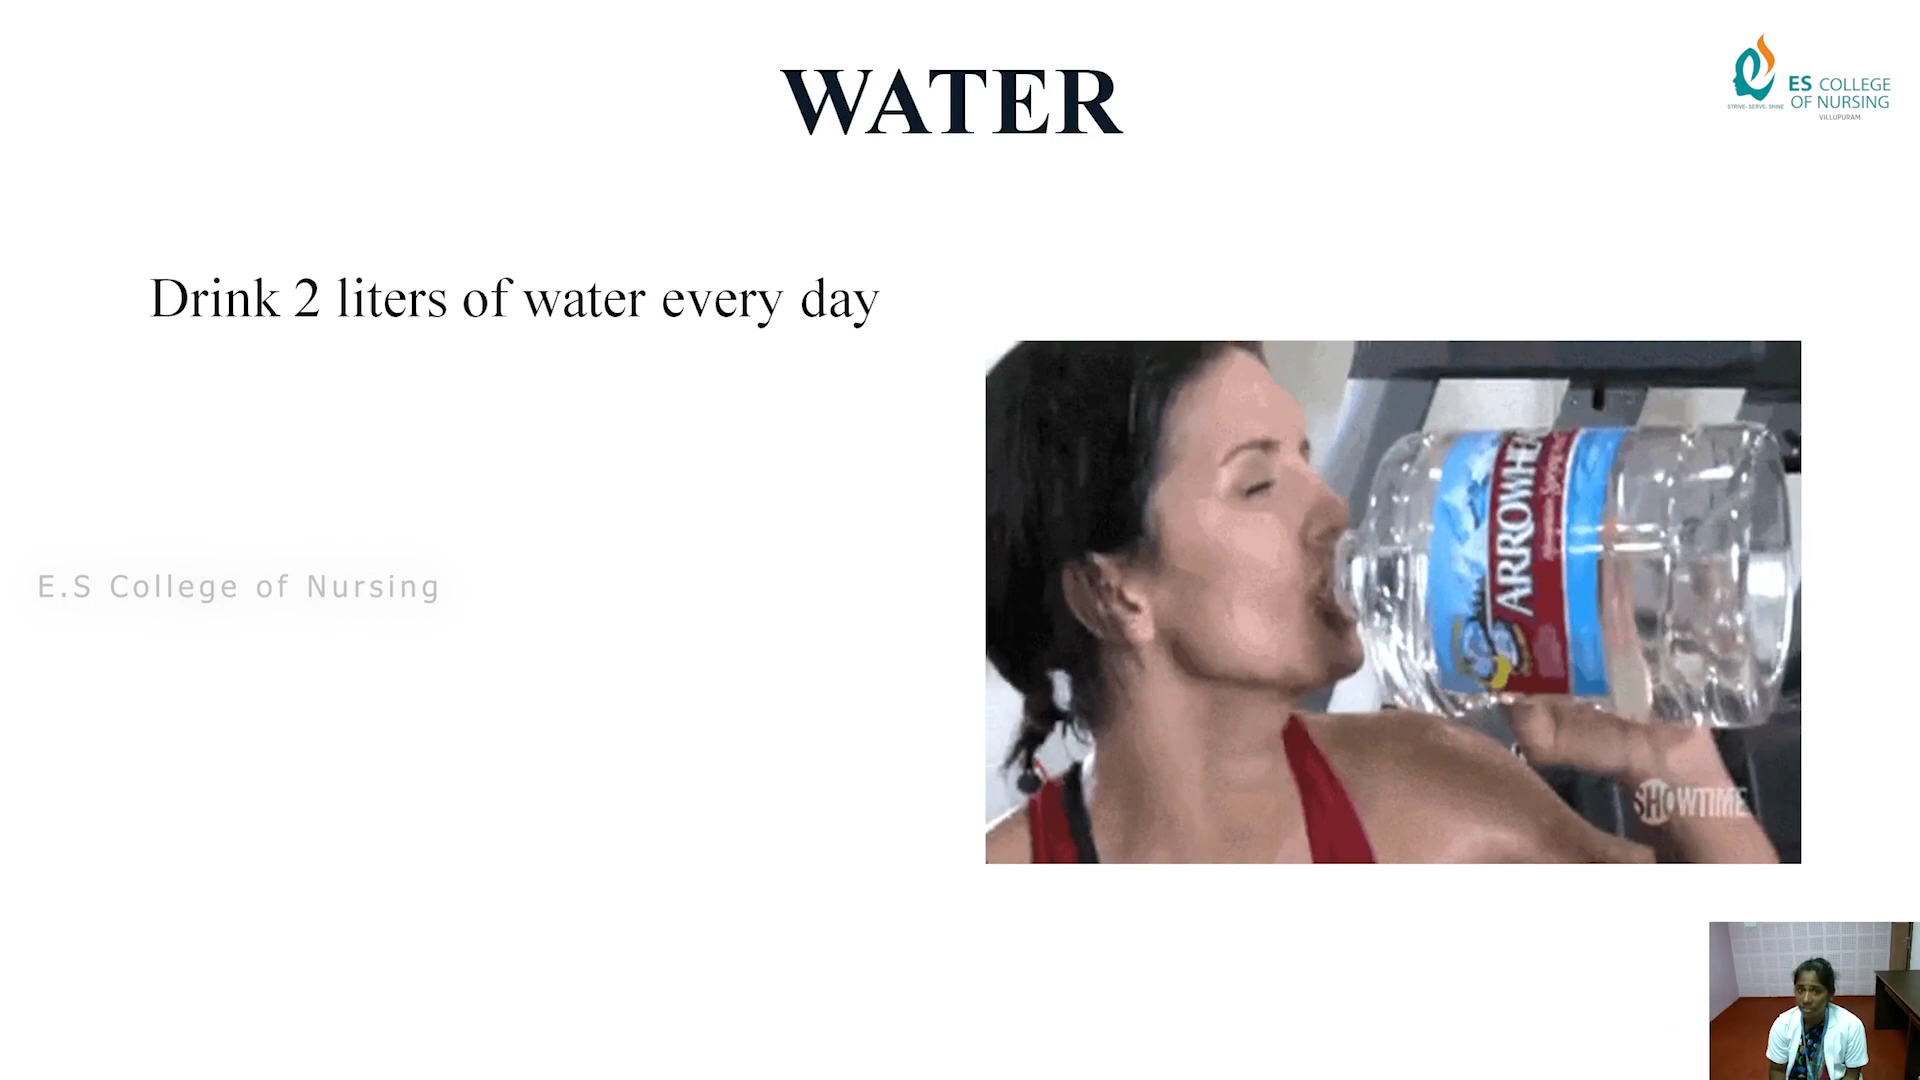 WATER
STRIVE- SERVE- SHINE
ES COLLEGE
OF NURSING
VILLUPURAM
Drink 2 liters of water every day
E.S College of Nursing
ARROWHE
SHOWTIME